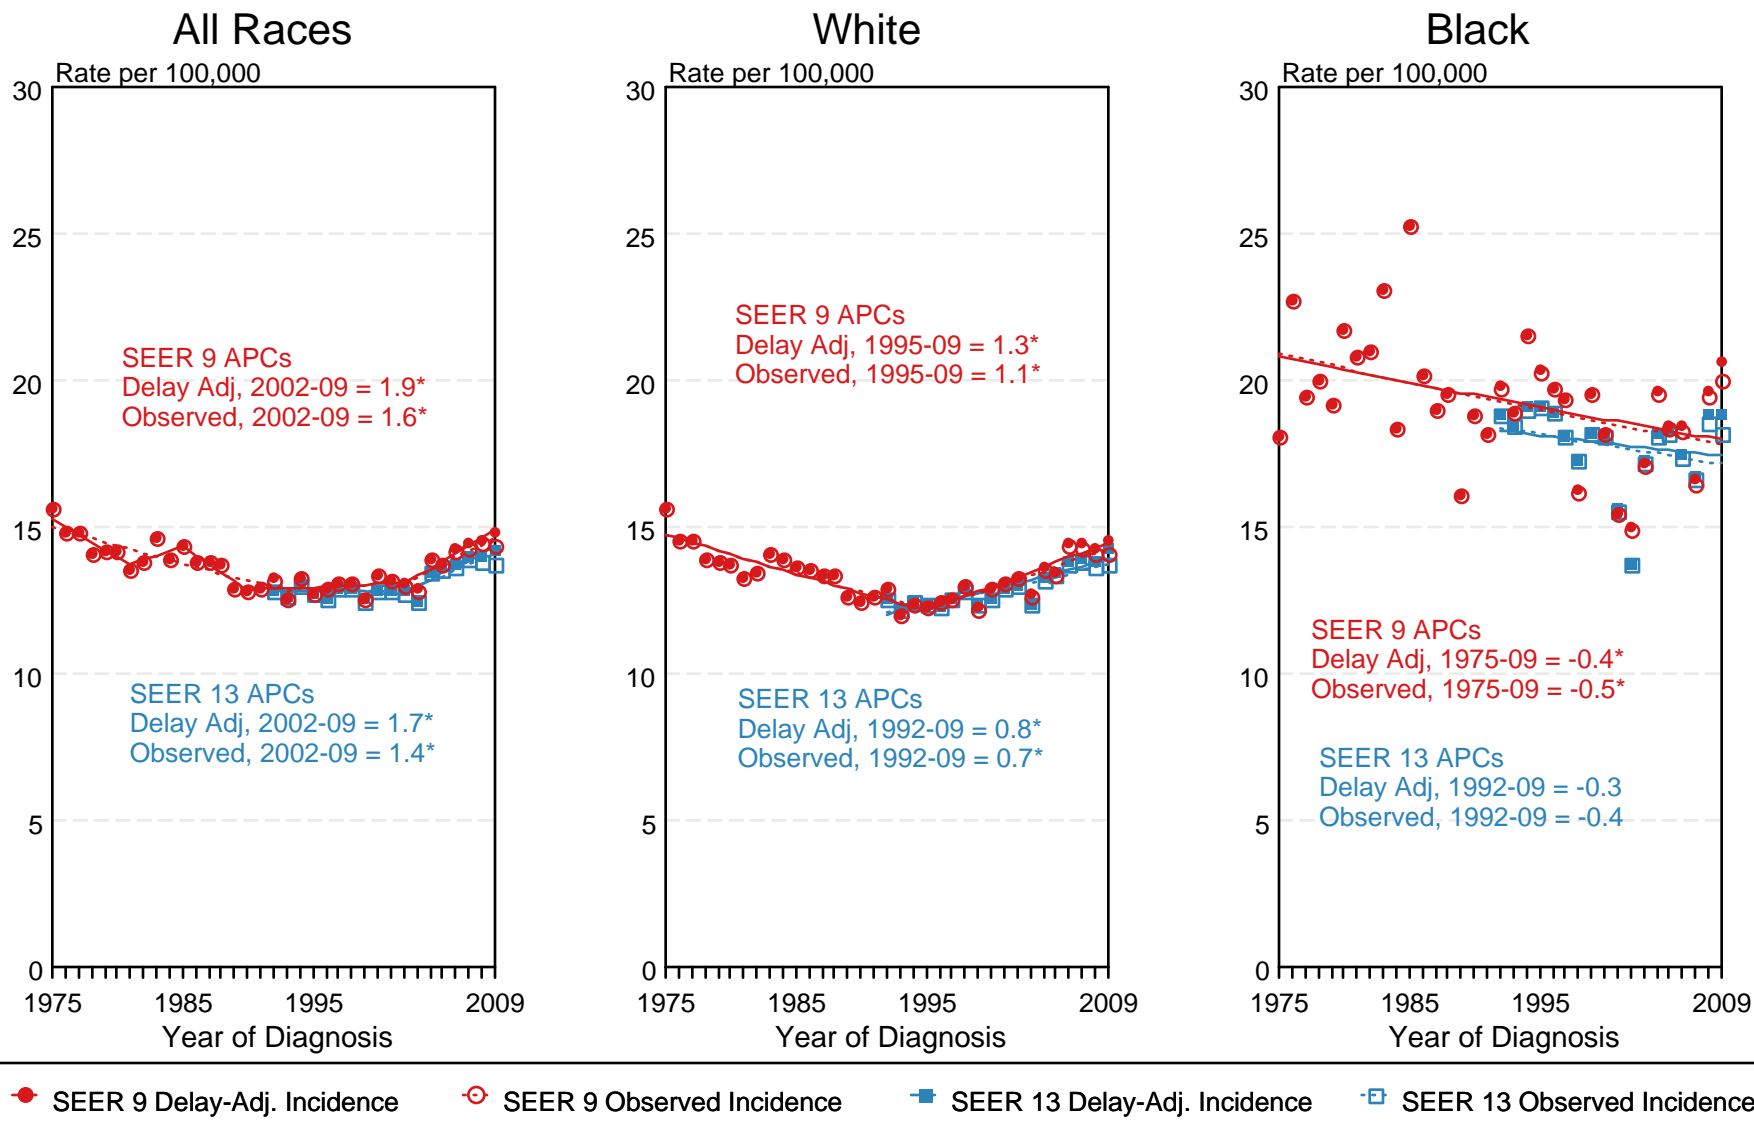 All Races
Rate per 100,000
30
25
20
15
10
5
0
SEER 9 APCs
Delay Adj, 2002-09 = 1.9*
Observed, 2002-09 = 1.6*
SEER 13 APCs
Delay Adj, 2002-09 = 1.7*
Observed, 2002-09 = 1.4*
1975 1985 1995 2009
Year of Diagnosis
White
Rate per 100,000
30
25
20
15
10
5
0
SEER 9 APCs
Delay Adj, 1995-09 = 1.3*
Observed, 1995-09 = 1.1*
SEER 13 APCs
Delay Adj, 1992-09 = 0.8*
Observed, 1992-09 = 0.7*
1975 1985 1995 2009
Year of Diagnosis
Black
Rate per 100,000
30
25
20
15
10
5
0
SEER 9 APCs
Delay Adj, 1975-09 = -0.4*
Observed, 1975-09 = -0.5*
SEER 13 APCs
Delay Adj, 1992-09 = -0.3
Observed, 1992-09 = -0.4
1975 1985 1995 2009
Year of Diagnosis
SEER 9 Delay-Adj. Incidence
SEER 9 Observed Incidence
SEER 13 Delay-Adj. Incidence
SEER 13 Observed Incidence